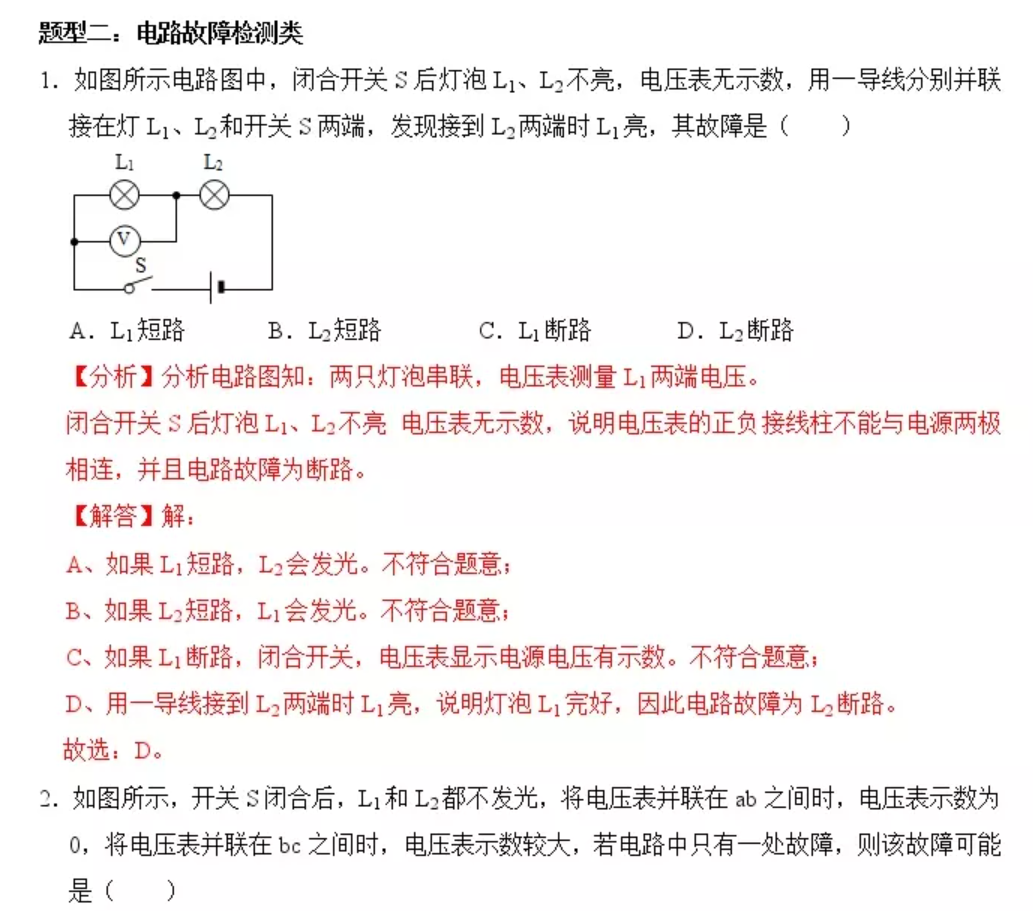 题型二：电路故障检测类
1．如图所示电路图中，闭合开关S后灯泡L₁、L₂不亮，电压表无示数，用一导线分别并联
接在灯L₁、L₂和开关S两端，发现接到L₂两端时L₁亮，其故障是（　　）
L₁　L₂
V
S
A．L₁短路　B．L₂短路　C．L₁断路　D．L₂断路
【分析】分析电路图知：两只灯泡串联，电压表测量L₁两端电压。
闭合开关S后灯泡L₁、L₂不亮 电压表无示数，说明电压表的正负接线柱不能与电源两极
相连，并且电路故障为断路。
【解答】解：
A、如果L₁短路，L₂会发光。不符合题意；
B、如果L₂短路，L₁会发光。不符合题意；
C、如果L₁断路，闭合开关，电压表显示电源电压有示数。不符合题意；
D、用一导线接到L₂两端时L₁亮，说明灯泡L₁完好，因此电路故障为L₂断路。
故选：D。
2．如图所示，开关S闭合后，L₁和L₂都不发光，将电压表并联在ab之间时，电压表示数为
0，将电压表并联在bc之间时，电压表示数较大，若电路中只有一处故障，则该故障可能
是（　　）